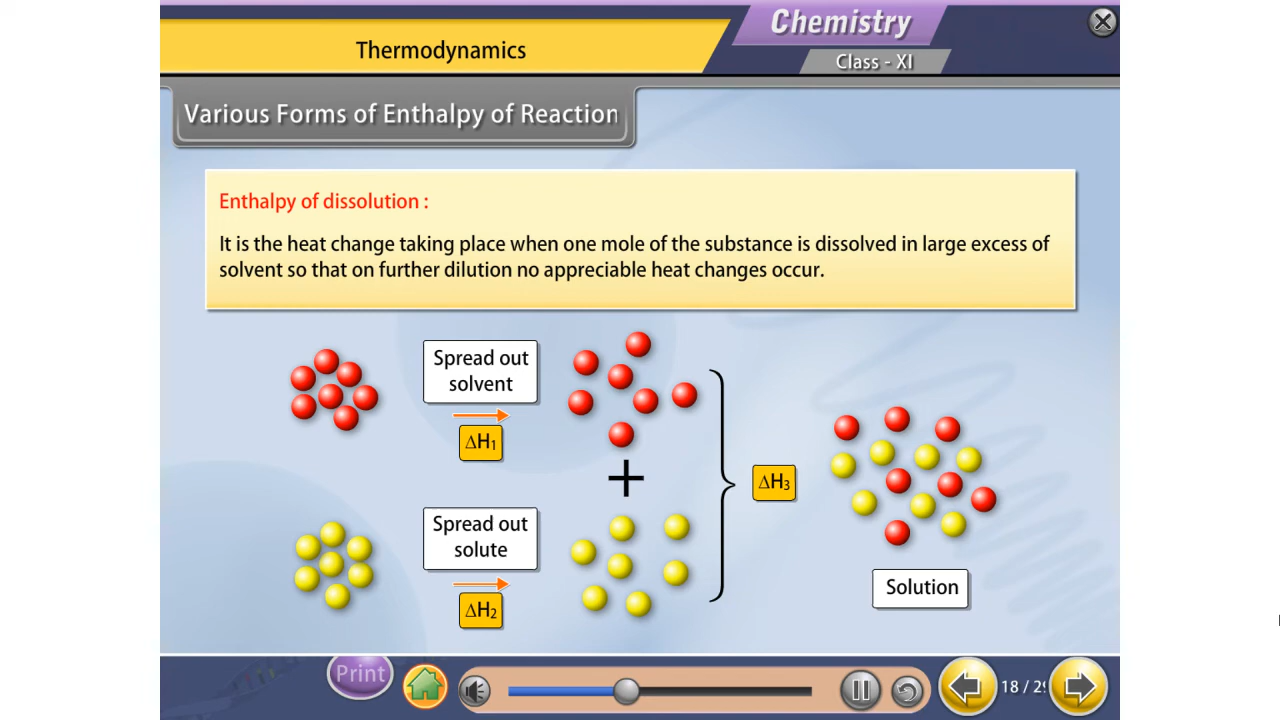 Chemistry
Thermodynamics
Class - XI
Various Forms of Enthalpy of Reaction
Enthalpy of dissolution :
It is the heat change taking place when one mole of the substance is dissolved in large excess of
solvent so that on further dilution no appreciable heat changes occur.
Spread out
solvent
ΔH₁
+
ΔH₃
Spread out
solute
ΔH₂
Solution
Print
18 / 29